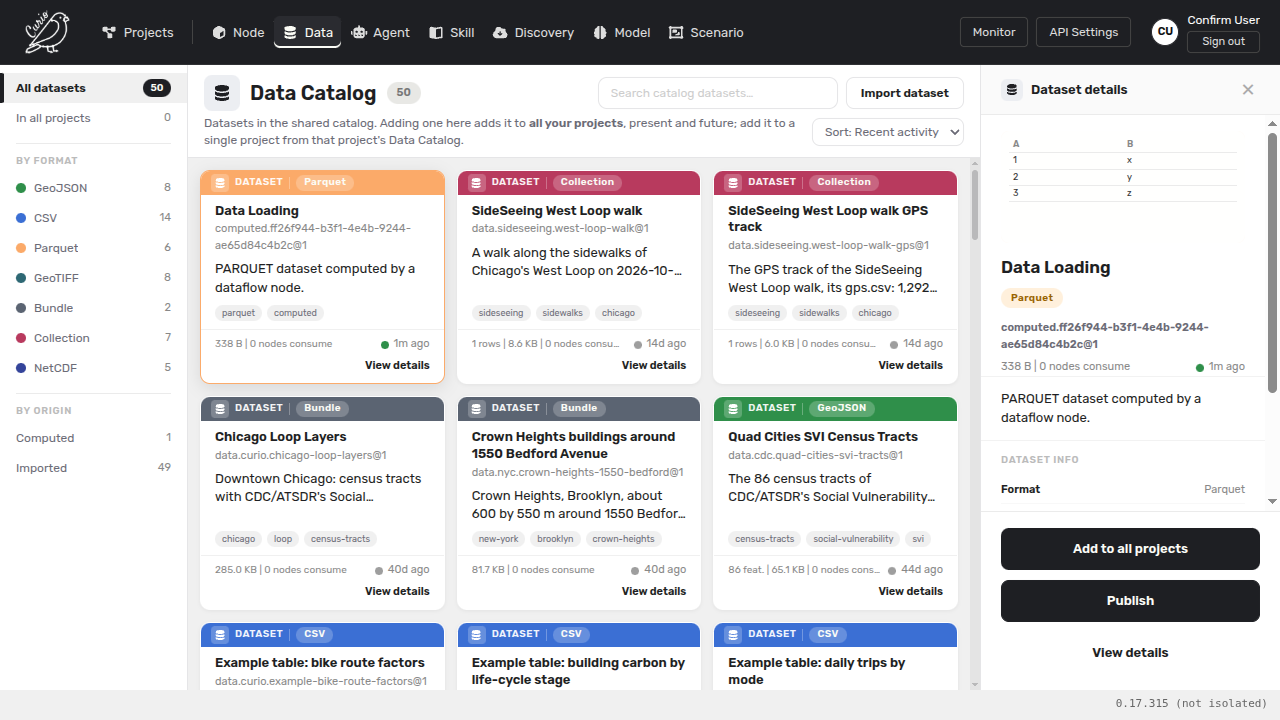 Curio
Projects
Node
Data
Agent
Skill
Discovery
Model
Scenario
Monitor
API Settings
CU
Confirm User
Sign out
All datasets 50
In all projects 0
BY FORMAT
GeoJSON 8
CSV 14
Parquet 6
GeoTIFF 8
Bundle 2
Collection 7
NetCDF 5
BY ORIGIN
Computed 1
Imported 49
Data Catalog 50
Search catalog datasets...
Import dataset
Datasets in the shared catalog. Adding one here adds it to all your projects, present and future; add it to a
single project from that project's Data Catalog.
Sort: Recent activity
DATASET Parquet
Data Loading
computed.ff26f944-b3f1-4e4b-9244-
ae65d84c4b2c@1
PARQUET dataset computed by a
dataflow node.
parquet computed
338 B | 0 nodes consume 1m ago
View details
DATASET Collection
SideSeeing West Loop walk
data.sideseeing.west-loop-walk@1
A walk along the sidewalks of
Chicago's West Loop on 2026-10-...
sideseeing sidewalks chicago
1 rows | 8.6 KB | 0 nodes consu... 14d ago
View details
DATASET Collection
SideSeeing West Loop walk GPS
track
data.sideseeing.west-loop-walk-gps@1
The GPS track of the SideSeeing
West Loop walk, its gps.csv: 1,292...
sideseeing sidewalks chicago
1 rows | 6.0 KB | 0 nodes consu... 14d ago
View details
DATASET Bundle
Chicago Loop Layers
data.curio.chicago-loop-layers@1
Downtown Chicago: census tracts
with CDC/ATSDR's Social...
chicago loop census-tracts
285.0 KB | 0 nodes consume 40d ago
View details
DATASET Bundle
Crown Heights buildings around
1550 Bedford Avenue
data.nyc.crown-heights-1550-bedford@1
Crown Heights, Brooklyn, about
600 by 550 m around 1550 Bedfor...
new-york brooklyn crown-heights
81.7 KB | 0 nodes consume 40d ago
View details
DATASET GeoJSON
Quad Cities SVI Census Tracts
data.cdc.quad-cities-svi-tracts@1
The 86 census tracts of
CDC/ATSDR's Social Vulnerability...
census-tracts social-vulnerability svi
86 feat. | 65.1 KB | 0 nodes cons... 44d ago
View details
DATASET CSV
Example table: bike route factors
data.curio.example-bike-route-factors@1
DATASET CSV
Example table: building carbon by
life-cycle stage
DATASET CSV
Example table: daily trips by
mode
Dataset details
A B
1 x
2 y
3 z
Data Loading
Parquet
computed.ff26f944-b3f1-4e4b-9244-
ae65d84c4b2c@1
338 B | 0 nodes consume 1m ago
PARQUET dataset computed by a
dataflow node.
DATASET INFO
Format Parquet
Add to all projects
Publish
View details
0.17.315 (not isolated)